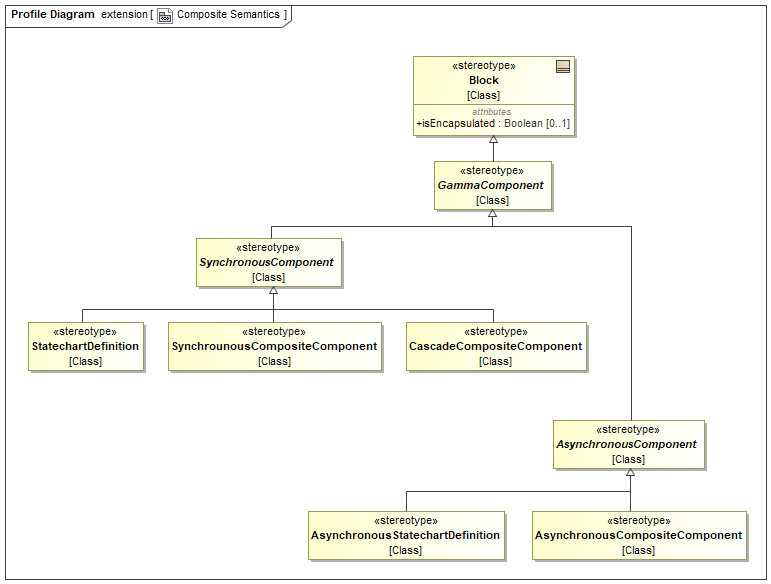 Profile Diagram extension [ Composite Semantics ]
«stereotype»
Block
[Class]
attributes
+isEncapsulated : Boolean [0..1]
«stereotype»
GammaComponent
[Class]
«stereotype»
SynchronousComponent
[Class]
«stereotype»
StatechartDefinition
[Class]
«stereotype»
SynchrounousCompositeComponent
[Class]
«stereotype»
CascadeCompositeComponent
[Class]
«stereotype»
AsynchronousComponent
[Class]
«stereotype»
AsynchronousStatechartDefinition
[Class]
«stereotype»
AsynchronousCompositeComponent
[Class]